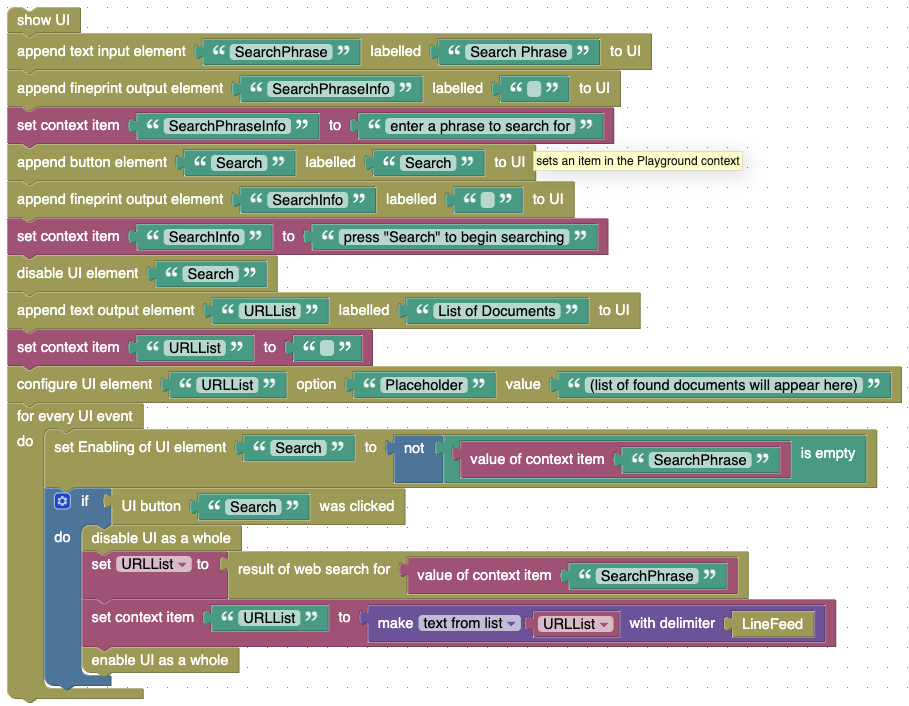 show UI
append text input element “ SearchPhrase ” labelled “ Search Phrase ” to UI
append fineprint output element “ SearchPhraseInfo ” labelled “ ” to UI
set context item “ SearchPhraseInfo ” to “ enter a phrase to search for ”
append button element “ Search ” labelled “ Search ” to UI sets an item in the Playground context
append fineprint output element “ SearchInfo ” labelled “ ” to UI
set context item “ SearchInfo ” to “ press "Search" to begin searching ”
disable UI element “ Search ”
append text output element “ URLList ” labelled “ List of Documents ” to UI
set context item “ URLList ” to “ ”
configure UI element “ URLList ” option “ Placeholder ” value “ (list of found documents will appear here) ”
for every UI event
do set Enabling of UI element “ Search ” to not value of context item “ SearchPhrase ” is empty
if UI button “ Search ” was clicked
do disable UI as a whole
set URLList to result of web search for value of context item “ SearchPhrase ”
set context item “ URLList ” to make text from list URLList with delimiter LineFeed
enable UI as a whole